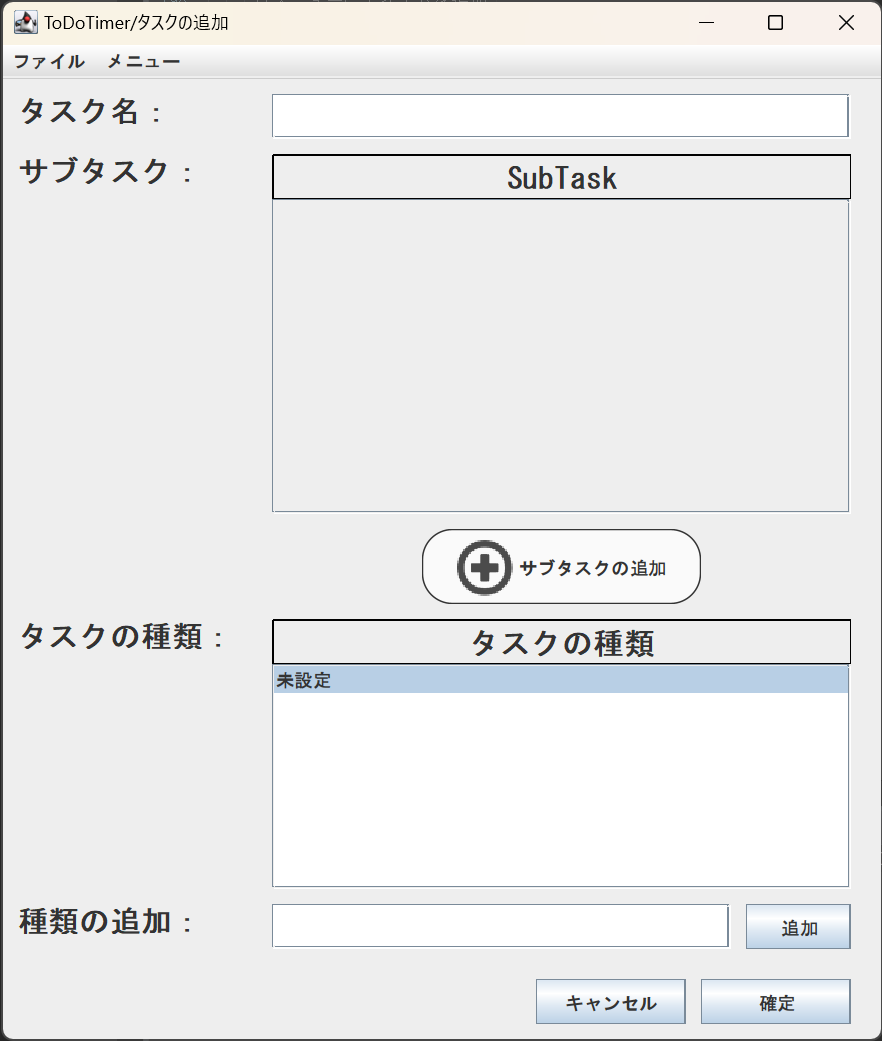 ToDoTimer/タスクの追加
ファイル メニュー
タスク名：
サブタスク：
SubTask
サブタスクの追加
タスクの種類：
タスクの種類
未設定
種類の追加：
追加
キャンセル 確定